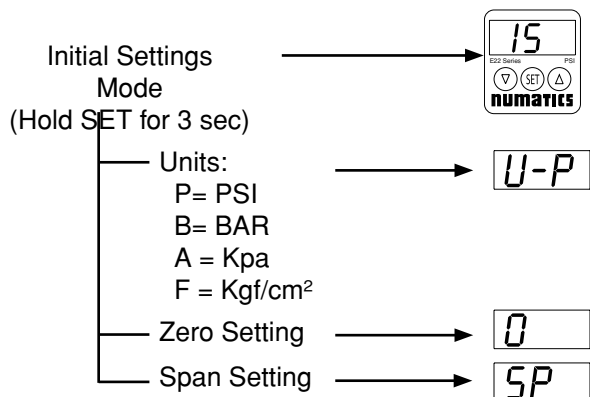 Initial Settings
Mode
(Hold SET for 3 sec)
15
E22 Series PSI
SET
numatics
Units:
U-P
P= PSI
B= BAR
A = Kpa
F = Kgf/cm²
Zero Setting
0
Span Setting
SP